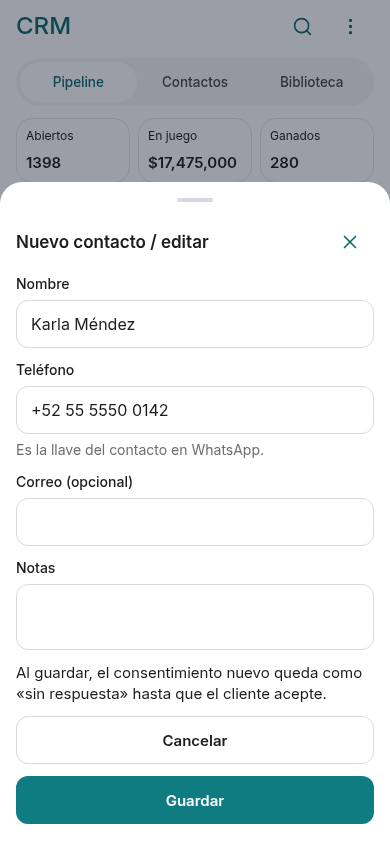 CRM
Pipeline
Contactos
Biblioteca
Abiertos
En juego
Ganados
1398
$17,475,000
280
Nuevo contacto / editar
Nombre
Karla Méndez
Teléfono
+52 55 5550 0142
Es la llave del contacto en WhatsApp.
Correo (opcional)
Notas
Al guardar, el consentimiento nuevo queda como
«sin respuesta» hasta que el cliente acepte.
Cancelar
Guardar